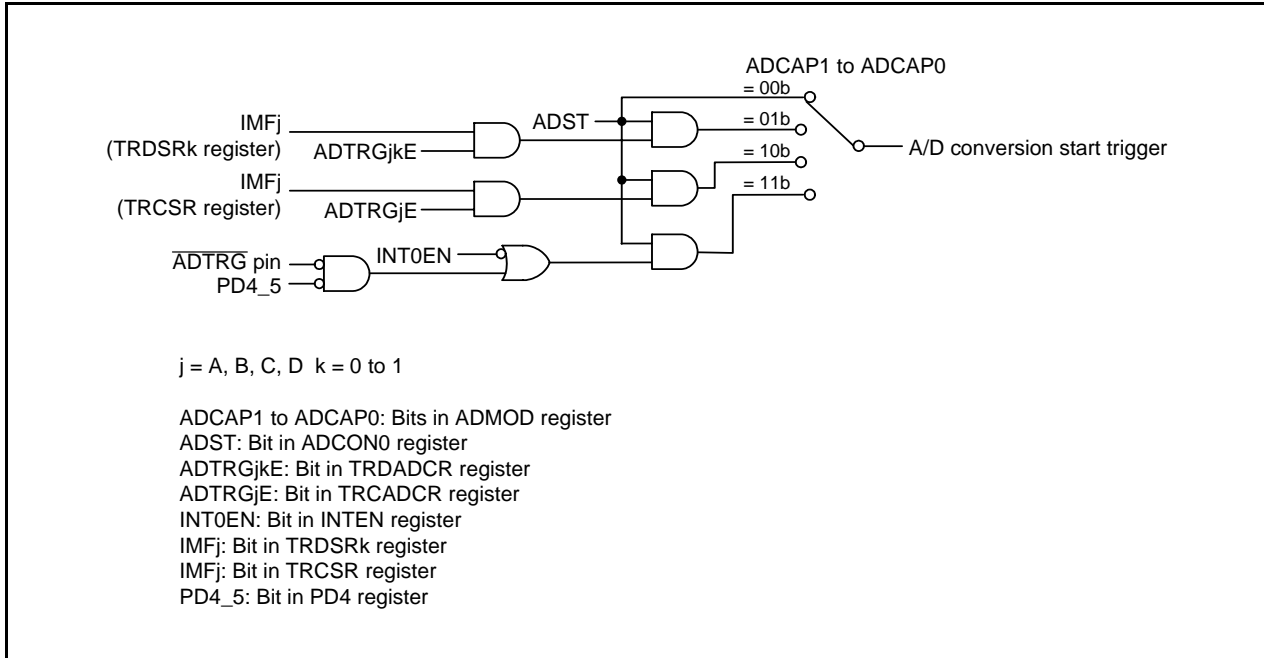 ADCAP1 to ADCAP0
= 00b
IMFj
(TRDSRk register)
ADTRGjkE
ADST
= 01b
A/D conversion start trigger
= 10b
IMFj
(TRCSR register)
ADTRGjE
= 11b
ADTRG pin
PD4_5
INT0EN
j = A, B, C, D k = 0 to 1
ADCAP1 to ADCAP0: Bits in ADMOD register
ADST: Bit in ADCON0 register
ADTRGjkE: Bit in TRDADCR register
ADTRGjE: Bit in TRCADCR register
INT0EN: Bit in INTEN register
IMFj: Bit in TRDSRk register
IMFj: Bit in TRCSR register
PD4_5: Bit in PD4 register